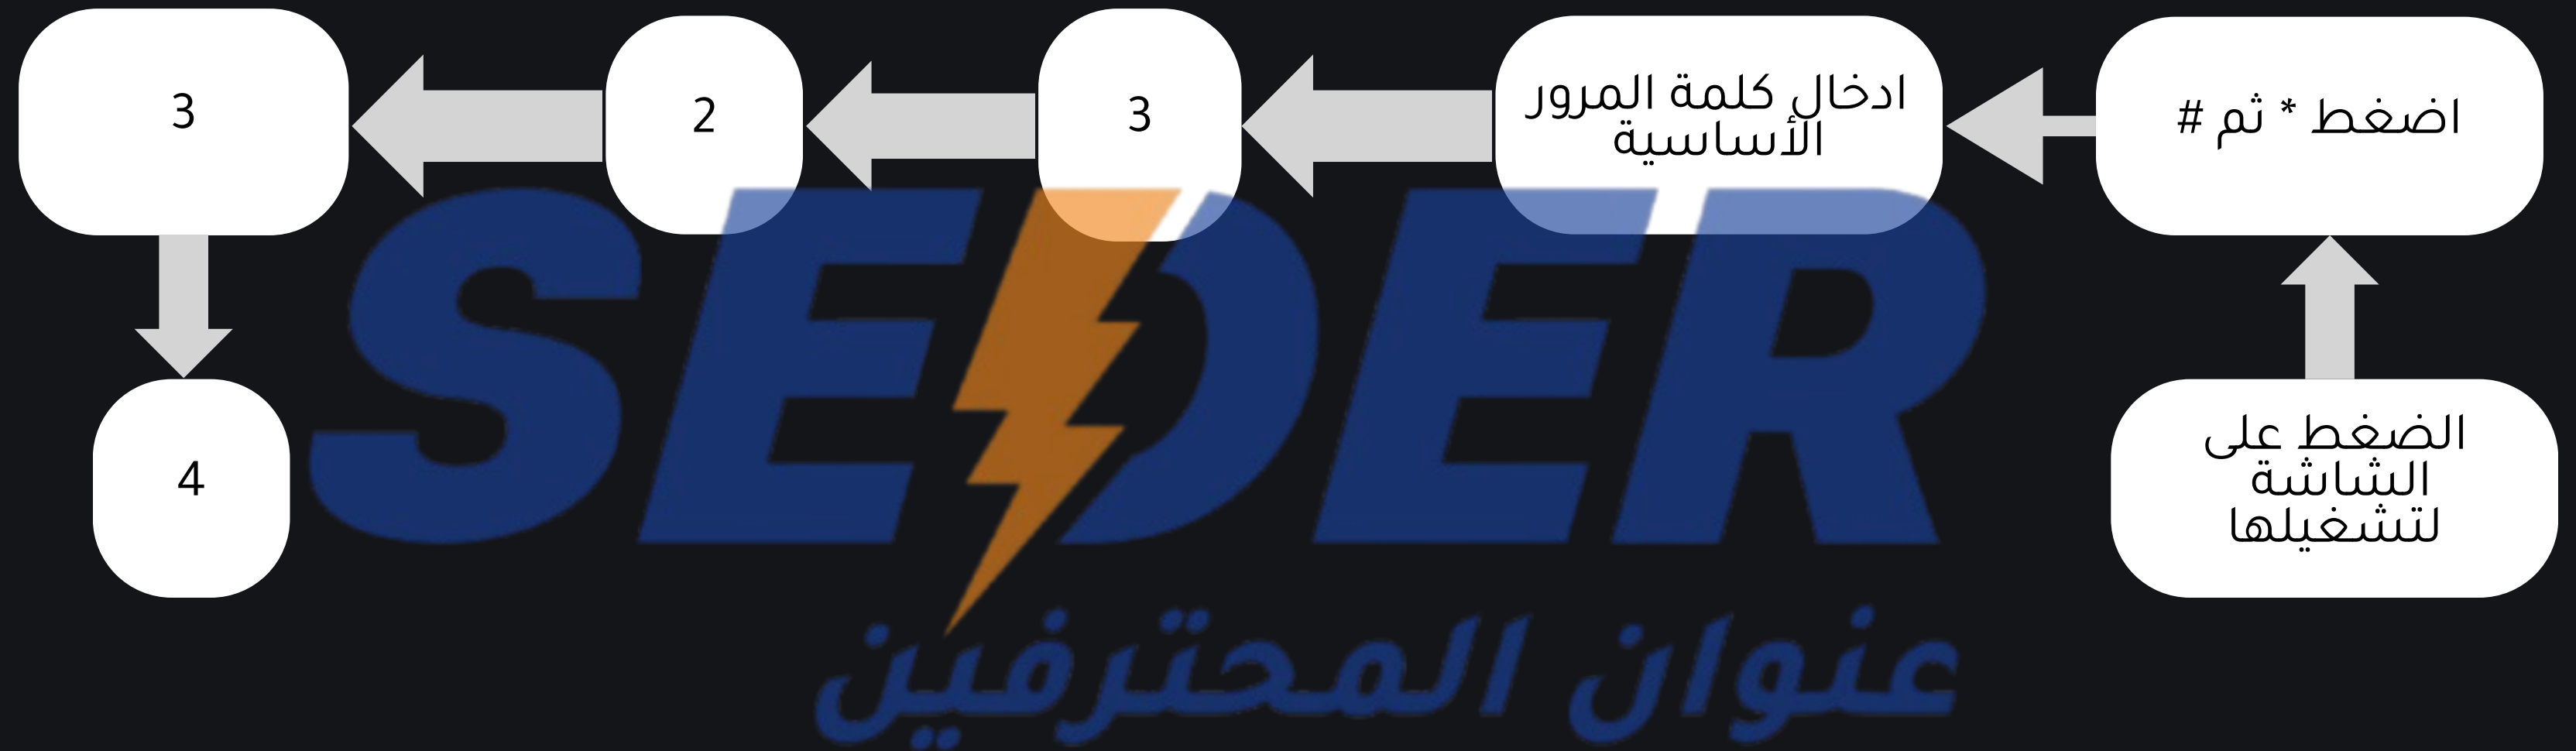 الضغط على
الشاشة
لتشغيلها
اضغط * ثم #
ادخال كلمة المرور
الأساسية
3
2
3
4
SEDER
عنوان المحترفين